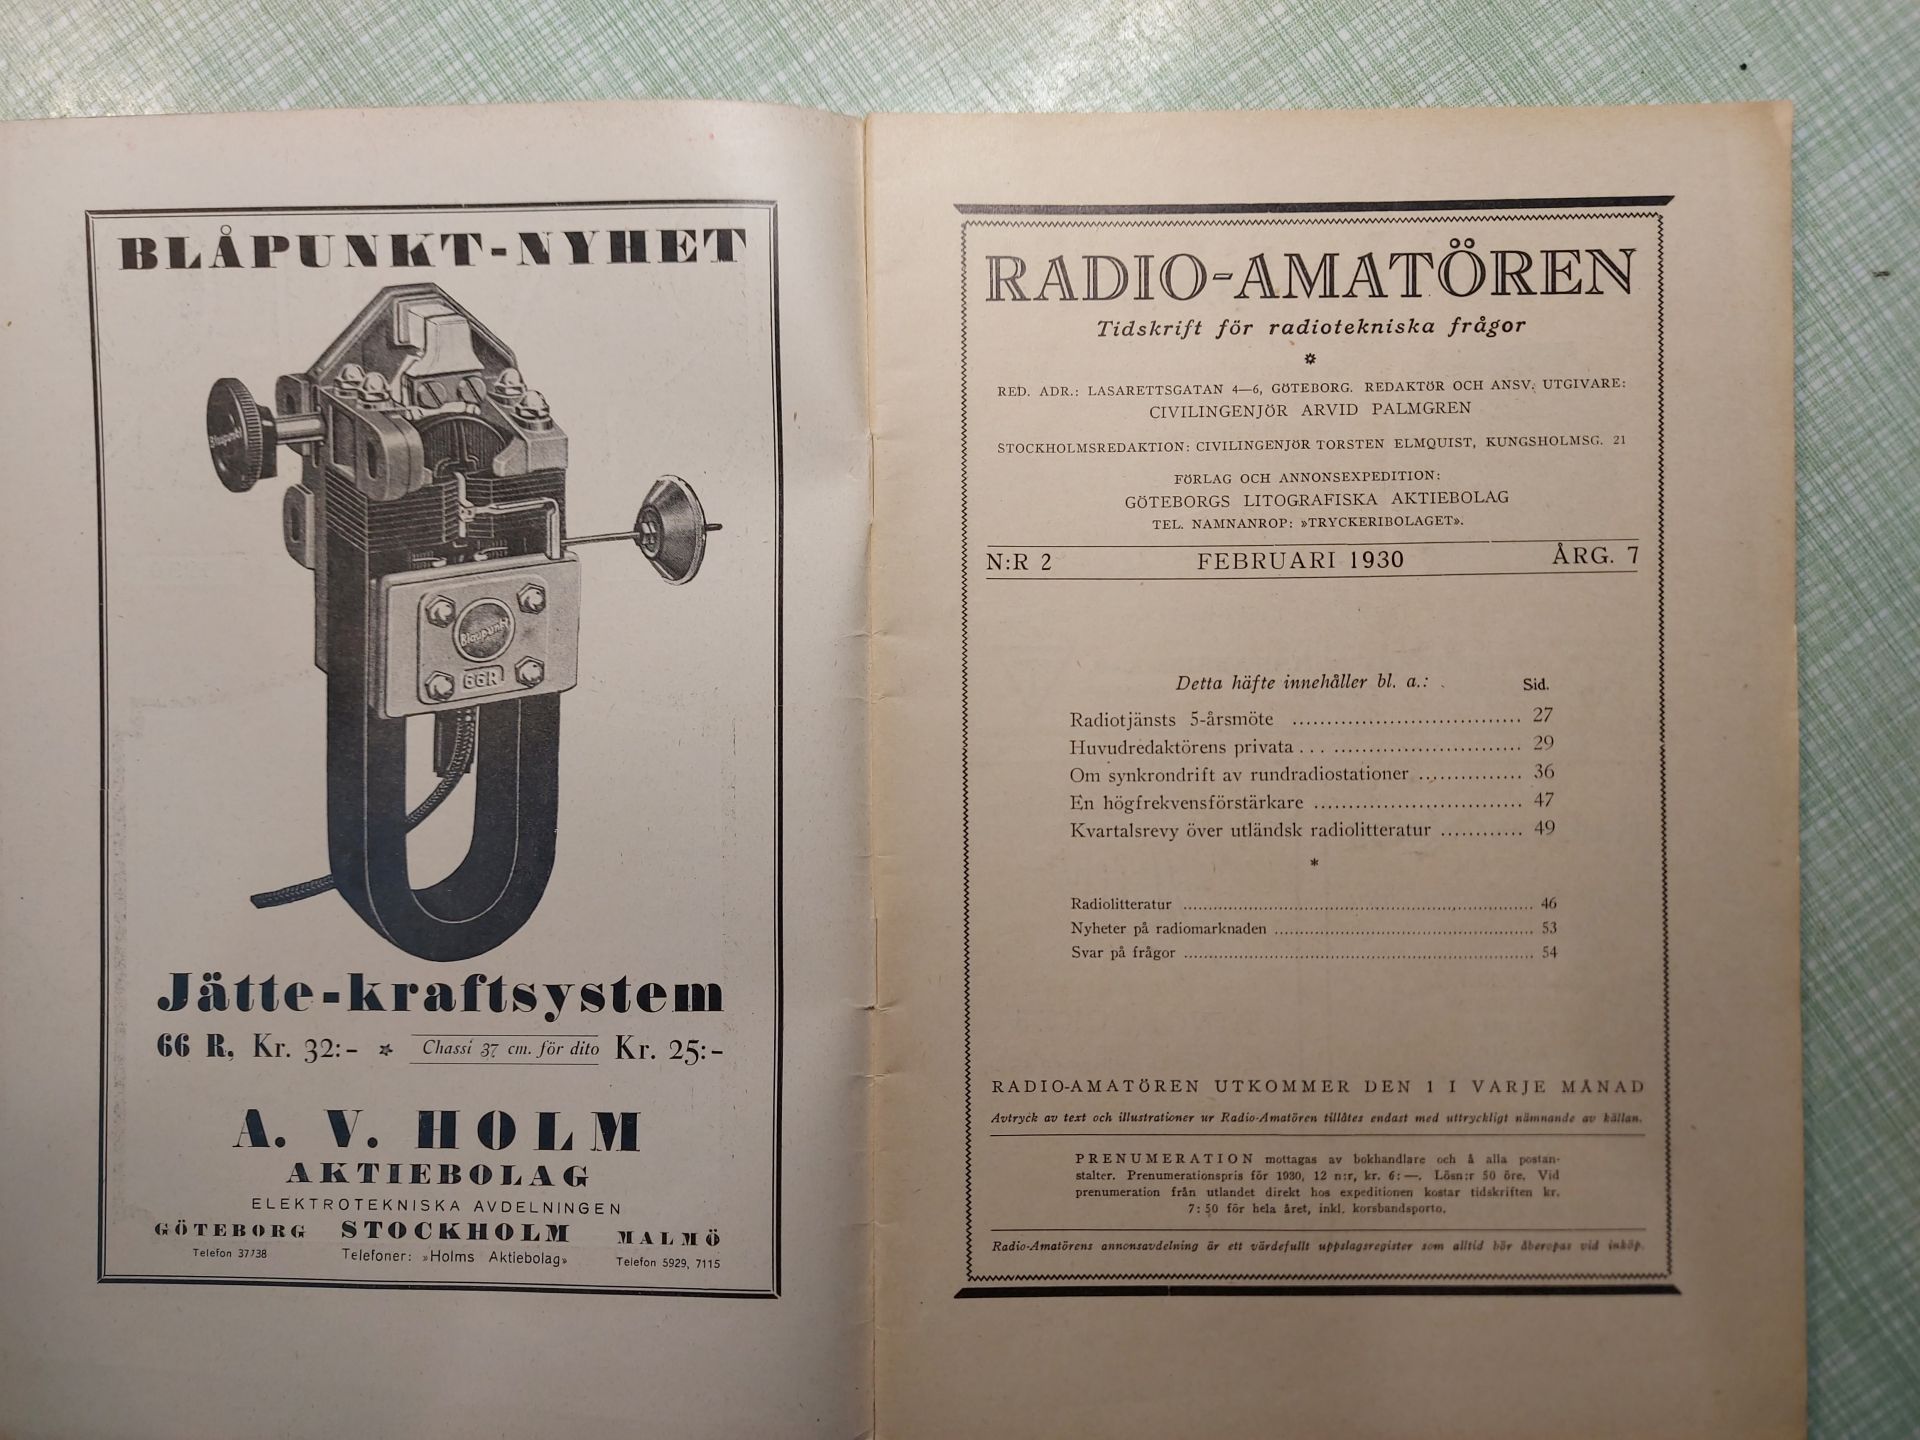 BLÅPUNKT-NYHET
Blaupunkt
Blaupunkt
66R
Jätte-kraftsystem
66 R, Kr. 32:- * Chassi 37 cm. för dito Kr. 25:-
A. V. HOLM
AKTIEBOLAG
ELEKTROTEKNISKA AVDELNINGEN
GÖTEBORG STOCKHOLM MALMÖ
Telefon 37738 Telefoner: »Holms Aktiebolag» Telefon 5929, 7115
RADIO-AMATÖREN
Tidskrift för radiotekniska frågor
RED. ADR.: LASARETTSGATAN 4—6, GÖTEBORG. REDAKTÖR OCH ANSV. UTGIVARE:
CIVILINGENJÖR ARVID PALMGREN
STOCKHOLMSREDAKTION: CIVILINGENJÖR TORSTEN ELMQUIST, KUNGSHOLMSG. 21
FÖRLAG OCH ANNONSEXPEDITION:
GÖTEBORGS LITOGRAFISKA AKTIEBOLAG
TEL. NAMNANROP: »TRYCKERIBOLAGET».
N:R 2 FEBRUARI 1930 ÅRG. 7
Detta häfte innehåller bl. a.: Sid.
Radiotjänsts 5-årsmöte ................................ 27
Huvudredaktörens privata . . . .......................... 29
Om synkrondrift av rundradiostationer ............... 36
En högfrekvensförstärkare .............................. 47
Kvartalsrevy över utländsk radiolitteratur ............ 49
*
Radiolitteratur ................................................ 46
Nyheter på radiomarknaden .................................... 53
Svar på frågor ................................................ 54
RADIO-AMATÖREN UTKOMMER DEN 1 I VARJE MÅNAD
Avtryck av text och illustrationer ur Radio-Amatören tillåtes endast med uttryckligt nämnande av källan.
PRENUMERATION mottagas av bokhandlare och å alla postan-
stalter. Prenumerationspris för 1930, 12 n:r, kr. 6: —. Lösn:r 50 öre. Vid
prenumeration från utlandet direkt hos expeditionen kostar tidskriften kr.
7: 50 för hela året, inkl. korsbandsporto.
Radio-Amatörens annonsavdelning är ett värdefullt uppslagsregister som alltid bör åberopas vid inköp.